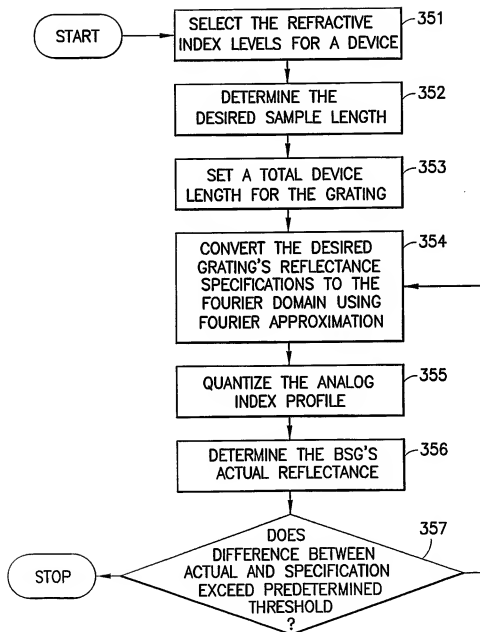 START
SELECT THE REFRACTIVE
INDEX LEVELS FOR A DEVICE
351
DETERMINE THE
DESIRED SAMPLE LENGTH
352
SET A TOTAL DEVICE
LENGTH FOR THE GRATING
353
CONVERT THE DESIRED
GRATING'S REFLECTANCE
SPECIFICATIONS TO THE
FOURIER DOMAIN USING
FOURIER APPROXIMATION
354
QUANTIZE THE ANALOG
INDEX PROFILE
355
DETERMINE THE BSG'S
ACTUAL REFLECTANCE
356
DOES
DIFFERENCE BETWEEN
ACTUAL AND SPECIFICATION
EXCEED PREDETERMINED
THRESHOLD
?
357
STOP